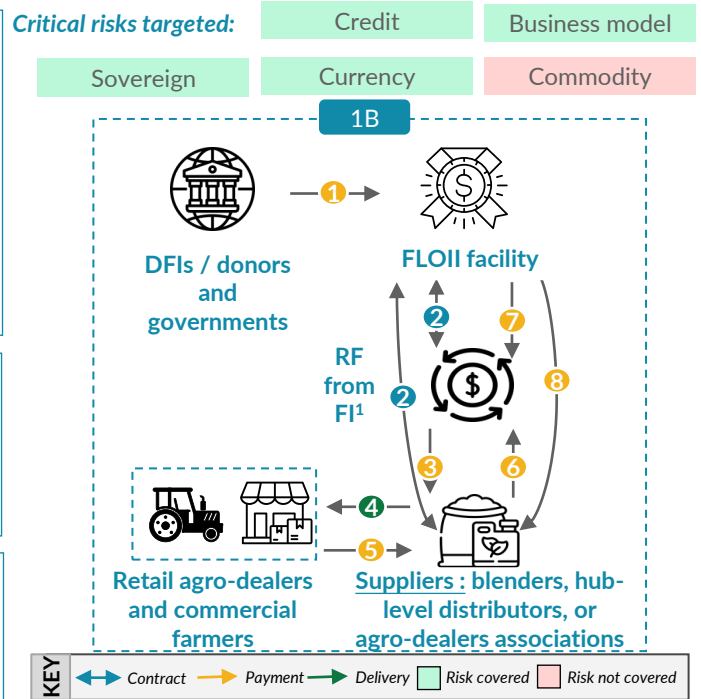 Critical risks targeted:
Credit
Business model
Sovereign
Currency
Commodity
1B
1
DFIs / donors
and
governments
FLOII facility
2
7
RF
from
FI¹
2
8
3
6
4
5
Retail agro-dealers
and commercial
farmers
Suppliers : blenders, hub-
level distributors, or
agro-dealers associations
KEY
Contract
Payment
Delivery
Risk covered
Risk not covered